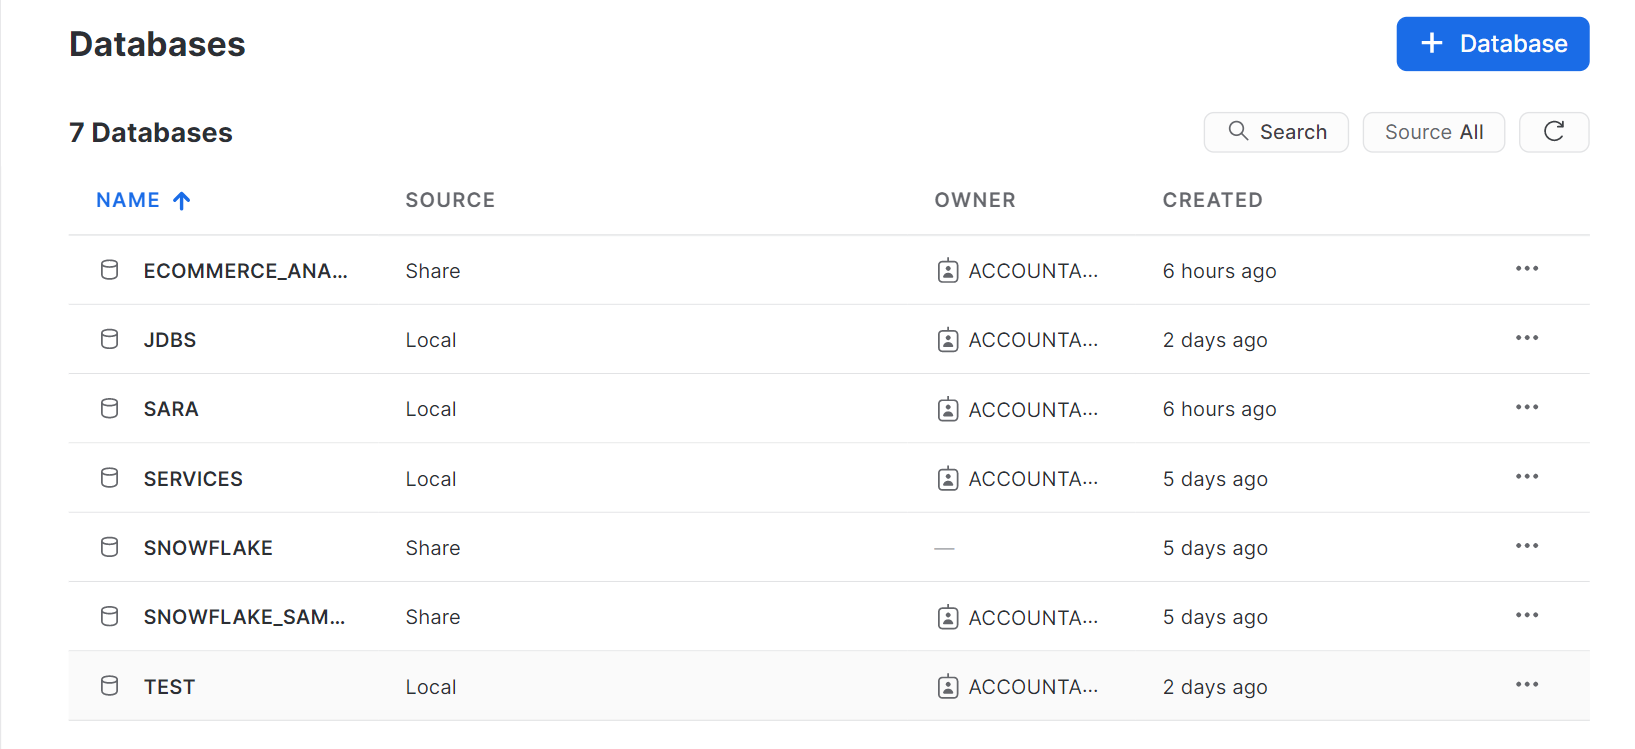 Databases
+ Database
7 Databases
Search
Source All
NAME SOURCE OWNER CREATED
ECOMMERCE_ANA... Share ACCOUNTA... 6 hours ago
JDBS Local ACCOUNTA... 2 days ago
SARA Local ACCOUNTA... 6 hours ago
SERVICES Local ACCOUNTA... 5 days ago
SNOWFLAKE Share — 5 days ago
SNOWFLAKE_SAM... Share ACCOUNTA... 5 days ago
TEST Local ACCOUNTA... 2 days ago